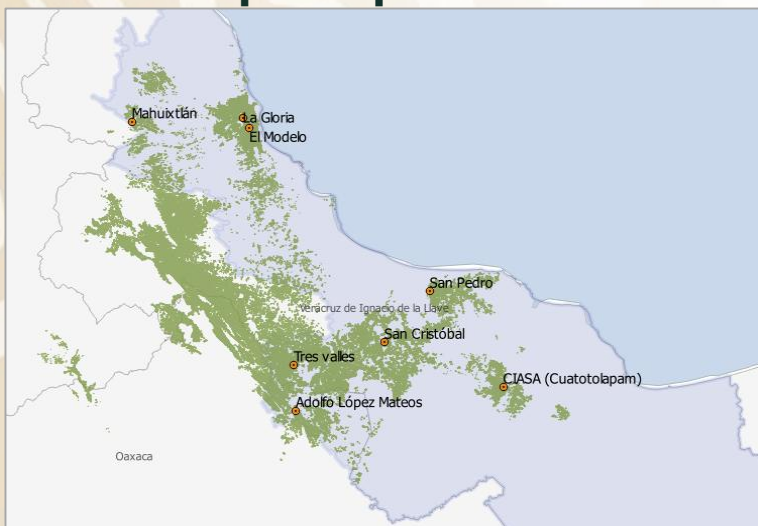 Mahuixtlán
La Gloria
El Modelo
San Pedro
Veracruz de Ignacio de la Llave
San Cristóbal
Tres valles
CIASA (Cuatotolapam)
Adolfo López Mateos
Oaxaca